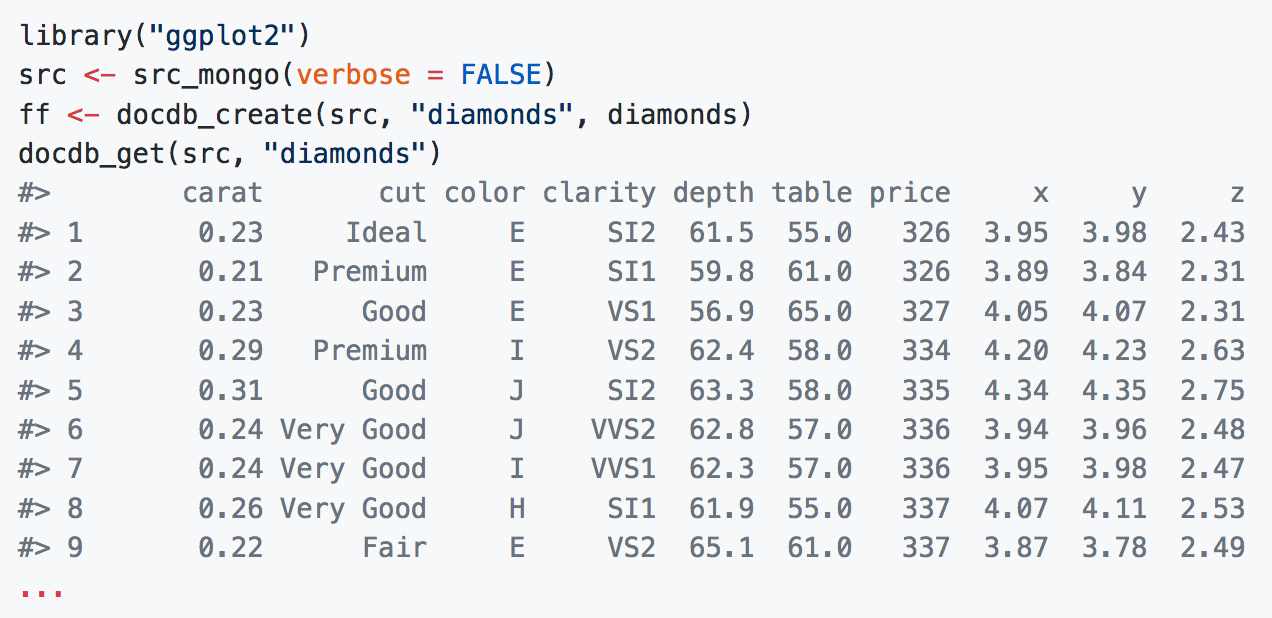 library("ggplot2")
src <- src_mongo(verbose = FALSE)
ff <- docdb_create(src, "diamonds", diamonds)
docdb_get(src, "diamonds")
#>        carat       cut color clarity depth table price     x     y     z
#> 1       0.23     Ideal     E     SI2  61.5  55.0   326  3.95  3.98  2.43
#> 2       0.21   Premium     E     SI1  59.8  61.0   326  3.89  3.84  2.31
#> 3       0.23      Good     E     VS1  56.9  65.0   327  4.05  4.07  2.31
#> 4       0.29   Premium     I     VS2  62.4  58.0   334  4.20  4.23  2.63
#> 5       0.31      Good     J     SI2  63.3  58.0   335  4.34  4.35  2.75
#> 6       0.24 Very Good     J    VVS2  62.8  57.0   336  3.94  3.96  2.48
#> 7       0.24 Very Good     I    VVS1  62.3  57.0   336  3.95  3.98  2.47
#> 8       0.26 Very Good     H     SI1  61.9  55.0   337  4.07  4.11  2.53
#> 9       0.22      Fair     E     VS2  65.1  61.0   337  3.87  3.78  2.49
...